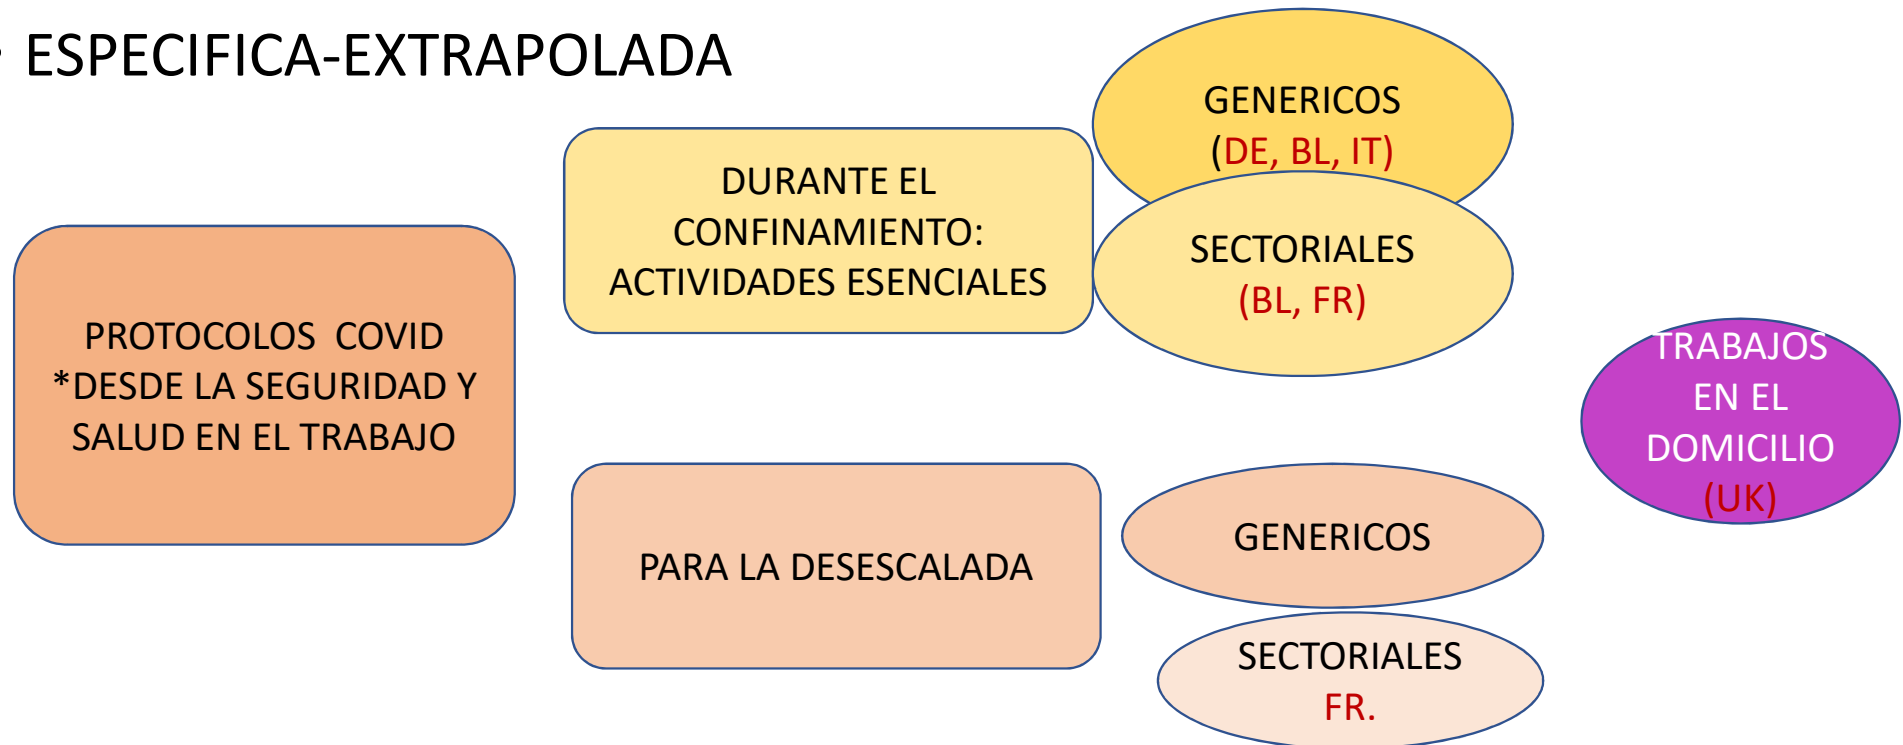 • ESPECIFICA-EXTRAPOLADA
PROTOCOLOS COVID
*DESDE LA SEGURIDAD Y
SALUD EN EL TRABAJO
DURANTE EL
CONFINAMIENTO:
ACTIVIDADES ESENCIALES
GENERICOS
(DE, BL, IT)
SECTORIALES
(BL, FR)
PARA LA DESESCALADA
GENERICOS
SECTORIALES
FR.
TRABAJOS
EN EL
DOMICILIO
(UK)